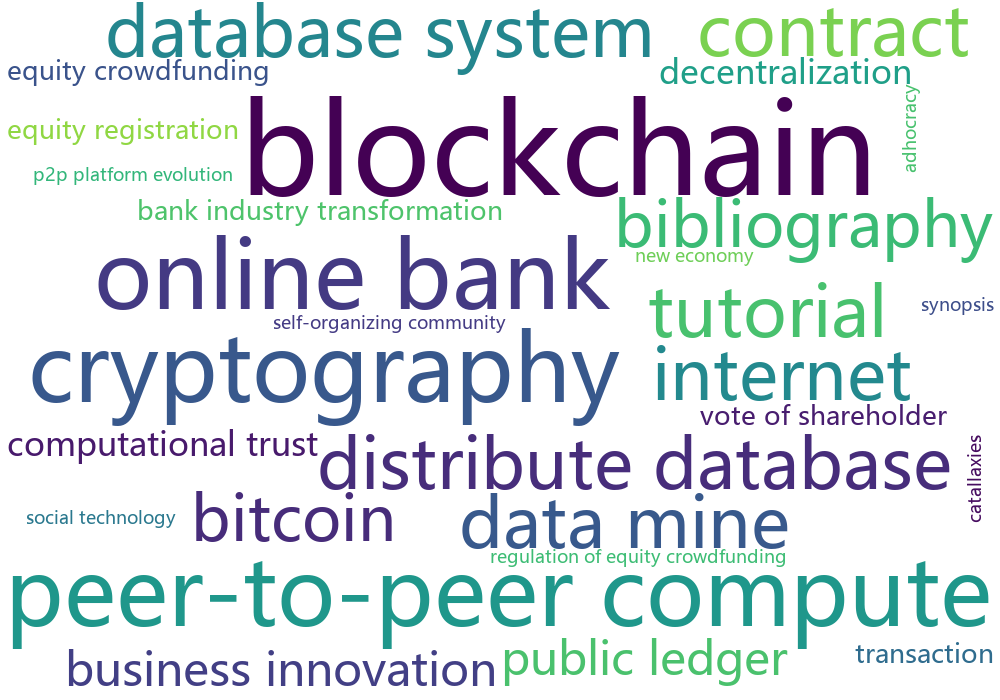 database system
contract
equity crowdfunding
decentralization
adhocracy
blockchain
equity registration
p2p platform evolution
bank industry transformation
bibliography
new economy
online bank
tutorial
synopsis
self-organizing community
cryptography
internet
vote of shareholder
computational trust
distribute database
catallaxies
bitcoin
data mine
social technology
regulation of equity crowdfunding
peer-to-peer compute
public ledger
transaction
business innovation